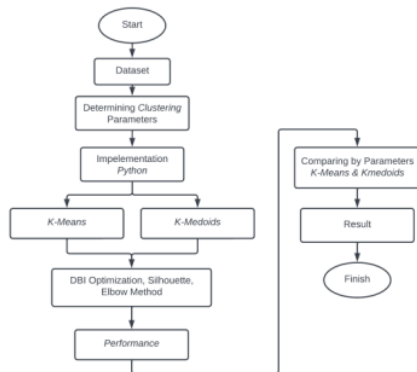 Start
Dataset
Determining Clustering
Parameters
Impelementation
Python
K-Means
K-Medoids
DBI Optimization, Silhouette,
Elbow Method
Performance
Comparing by Parameters
K-Means & Kmedoids
Result
Finish